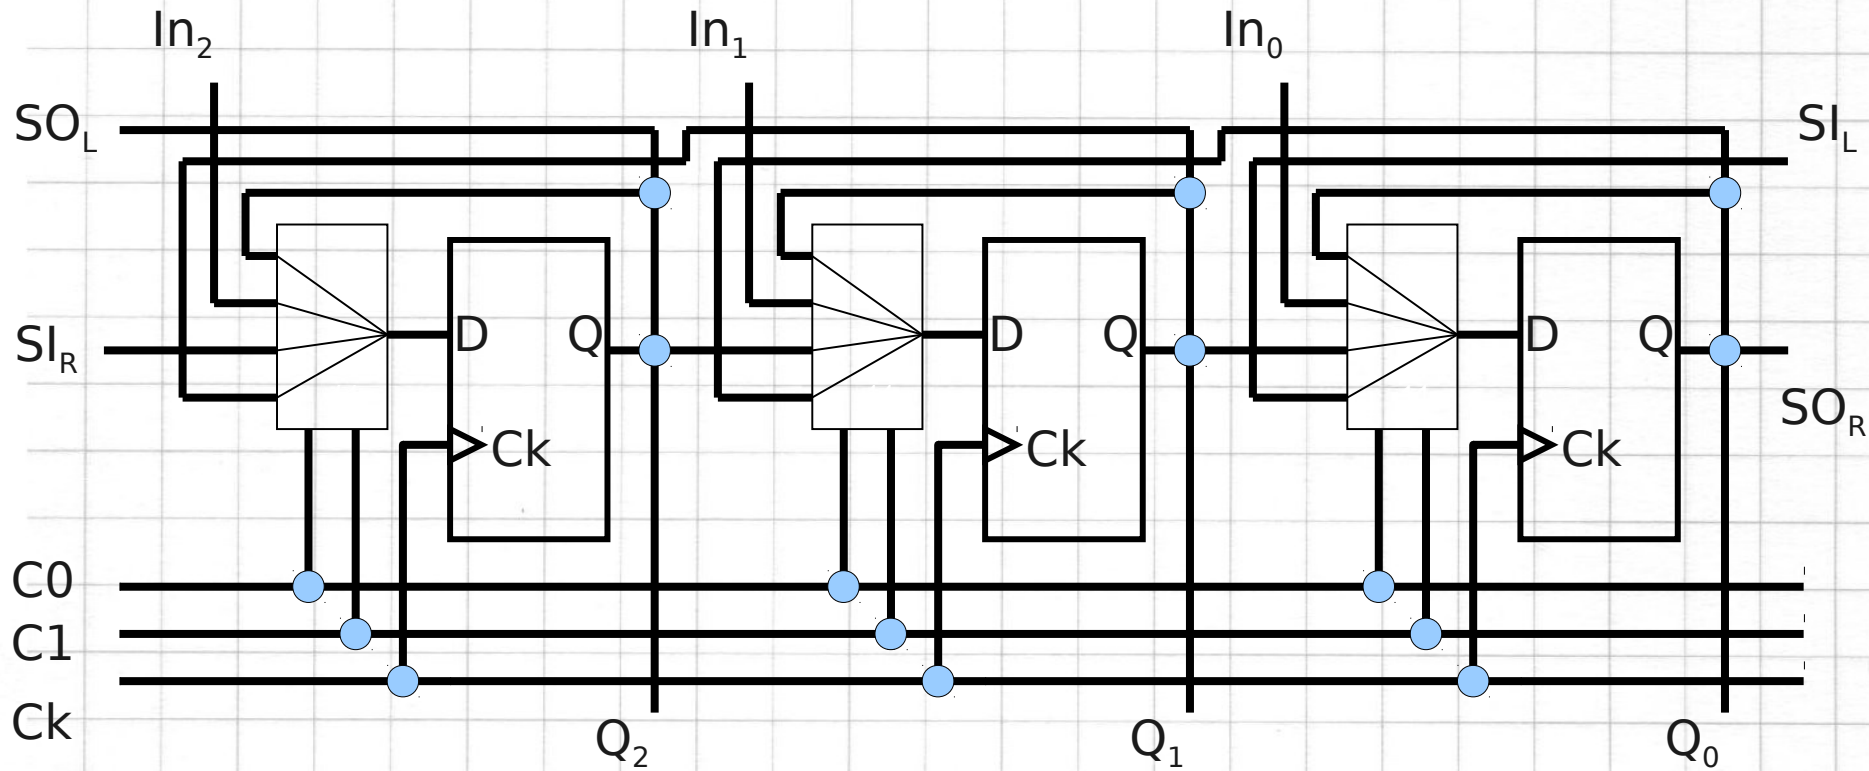 In2 In1 In0
SOL SIL
D Q D Q D Q
SIR
SOR
Ck Ck Ck
C0
C1
Ck
Q2 Q1 Q0